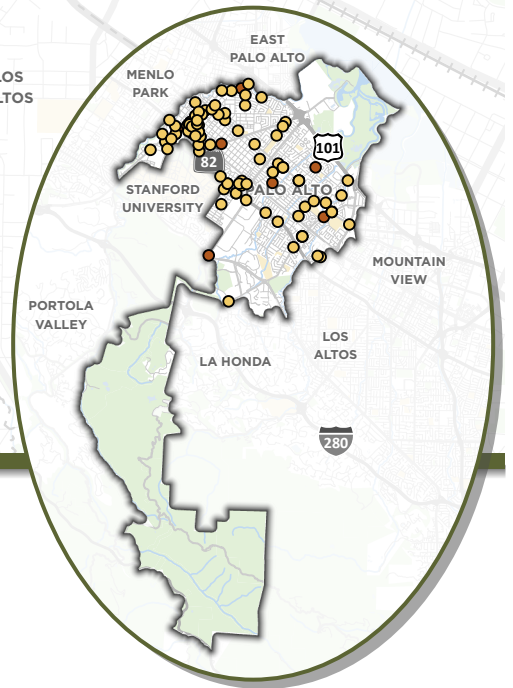 EAST
PALO ALTO
LOS
LTOS
MENLO
PARK
101
82
STANFORD
UNIVERSITY
PALO ALTO
MOUNTAIN
VIEW
PORTOLA
VALLEY
LOS
ALTOS
LA HONDA
280